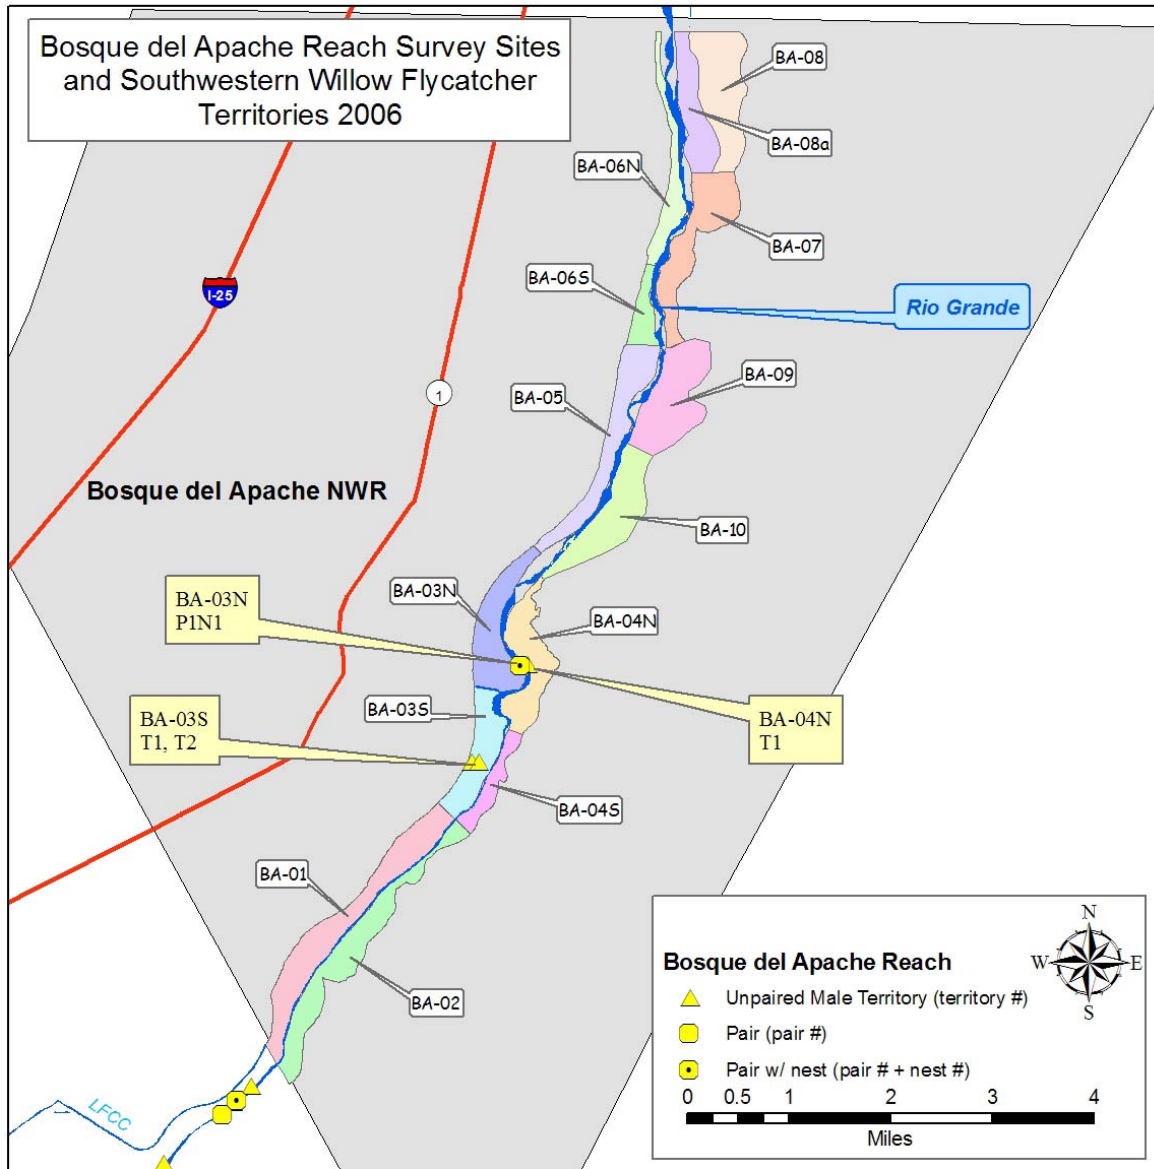 Bosque del Apache Reach Survey Sites
and Southwestern Willow Flycatcher
Territories 2006
BA-08
BA-08a
BA-06N
BA-07
BA-06S
I-25
Rio Grande
BA-09
1
BA-05
Bosque del Apache NWR
BA-10
BA-03N
P1N1
BA-03N
BA-04N
BA-03S
T1, T2
BA-03S
BA-04N
T1
BA-04S
BA-01
BA-02
LFCC
N
W
E
S
Bosque del Apache Reach
Unpaired Male Territory (territory #)
Pair (pair #)
Pair w/ nest (pair # + nest #)
0 0.5 1 2 3 4
Miles